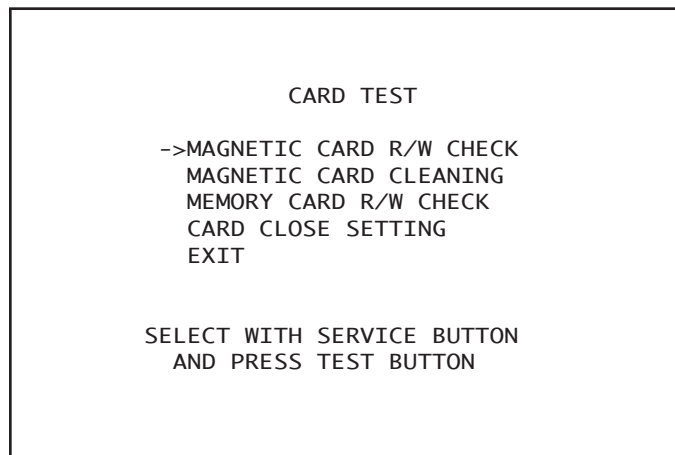 CARD TEST
->MAGNETIC CARD R/W CHECK
MAGNETIC CARD CLEANING
MEMORY CARD R/W CHECK
CARD CLOSE SETTING
EXIT
SELECT WITH SERVICE BUTTON
AND PRESS TEST BUTTON